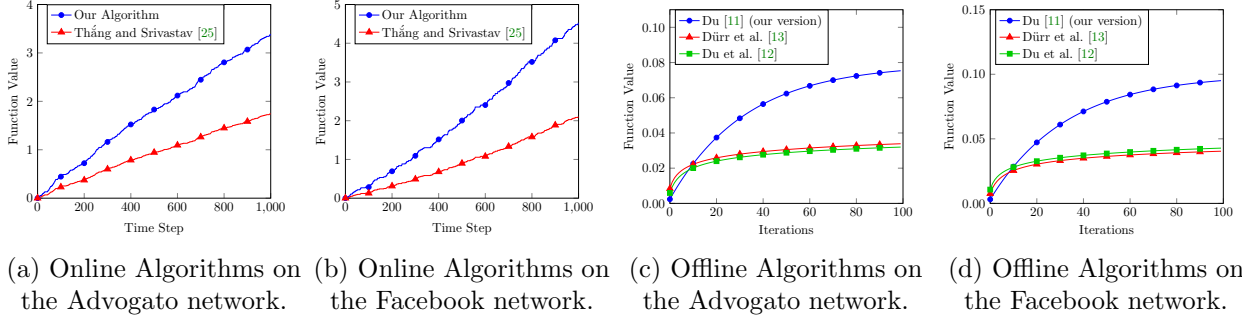 Our Algorithm
Thắng and Srivastav [25]
Function Value
0
1
2
3
4
0
200
400
600
800
1,000
Time Step
(a) Online Algorithms on
the Advogato network.
Our Algorithm
Thắng and Srivastav [25]
Function Value
0
1
2
3
4
5
0
200
400
600
800
1,000
Time Step
(b) Online Algorithms on
the Facebook network.
Du [11] (our version)
Dürr et al. [13]
Du et al. [12]
Function Value
0.00
0.02
0.04
0.06
0.08
0
20
40
60
80
100
Iterations
(c) Offline Algorithms on
the Advogato network.
Du [11] (our version)
Dürr et al. [13]
Du et al. [12]
Function Value
0.00
0.05
0.10
0.15
0
20
40
60
80
100
Iterations
(d) Offline Algorithms on
the Facebook network.